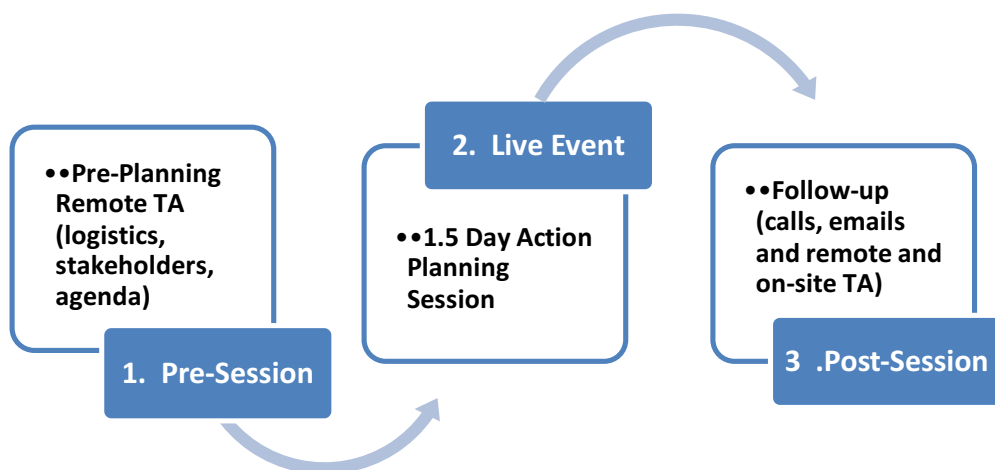 ••Pre-Planning
Remote TA
(logistics,
stakeholders,
agenda)
1. Pre-Session
2. Live Event
••1.5 Day Action
Planning
Session
••Follow-up
(calls, emails
and remote and
on-site TA)
3 .Post-Session